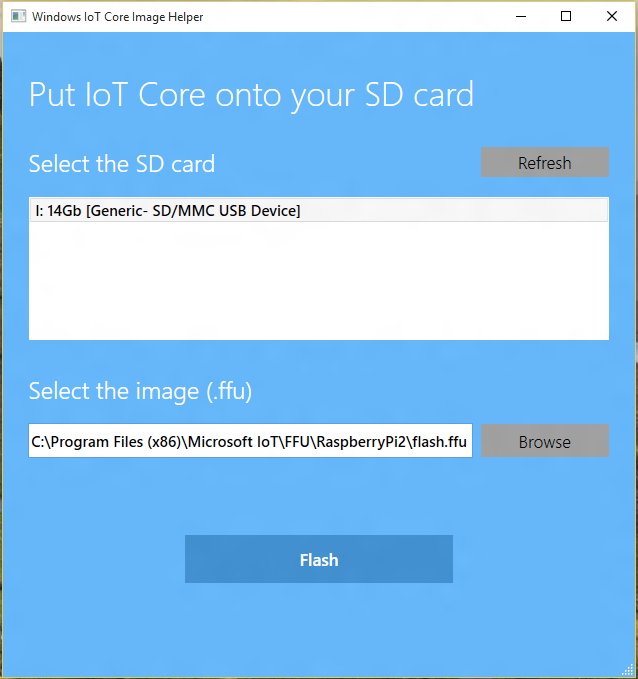 Windows IoT Core Image Helper
Put IoT Core onto your SD card
Select the SD card
Refresh
I: 14Gb [Generic- SD/MMC USB Device]
Select the image (.ffu)
C:\Program Files (x86)\Microsoft IoT\FFU\RaspberryPi2\flash.ffu
Browse
Flash